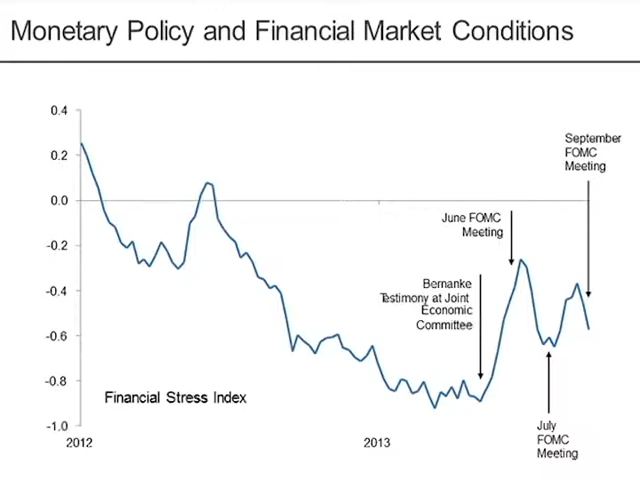 Monetary Policy and Financial Market Conditions
0.4
0.2
0.0
-0.2
-0.4
-0.6
-0.8
-1.0
2012
2013
September
FOMC
Meeting
June FOMC
Meeting
Bernanke
Testimony at Joint
Economic
Committee
July
FOMC
Meeting
Financial Stress Index